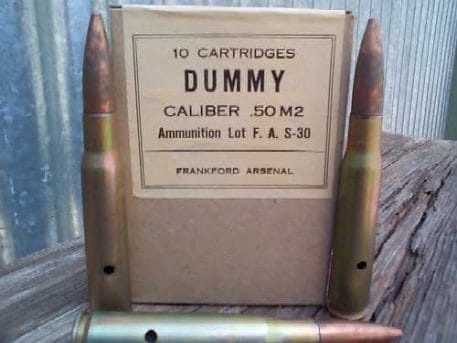 10 CARTRIDGES
DUMMY
CALIBER .50 M2
Ammunition Lot F. A. S-30
FRANKFORD ARSENAL